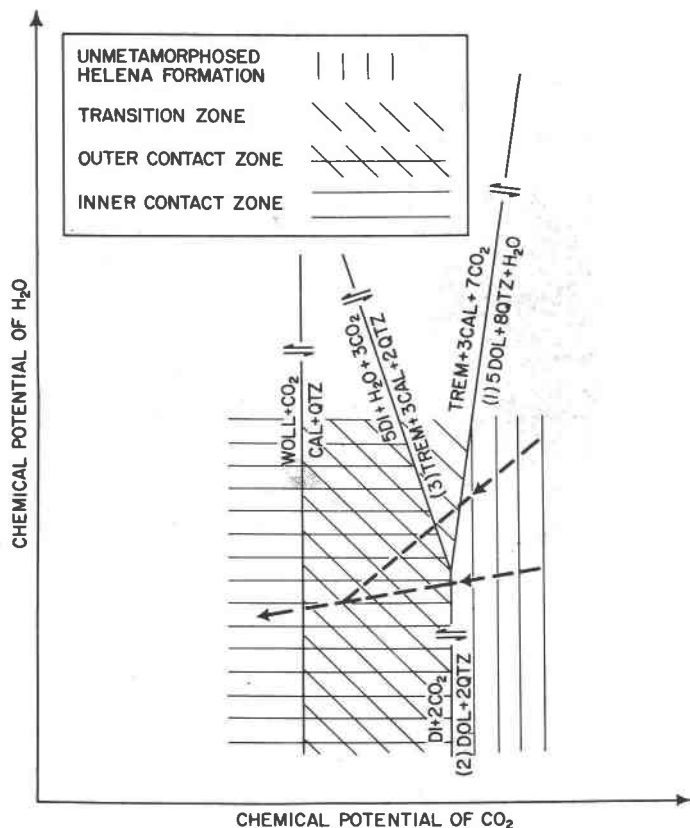 UNMETAMORPHOSED
HELENA FORMATION
TRANSITION ZONE
OUTER CONTACT ZONE
INNER CONTACT ZONE
CHEMICAL POTENTIAL OF H₂O
WOLL+CO₂
CAL+QTZ
5DI+H₂O+3CO₂
(3)TREM+3CAL+2QTZ
TREM+3CAL+7CO₂
(1) 5DOL+8QTZ+H₂O
DI+2CO₂
(2) DOL+2QTZ
CHEMICAL POTENTIAL OF CO₂